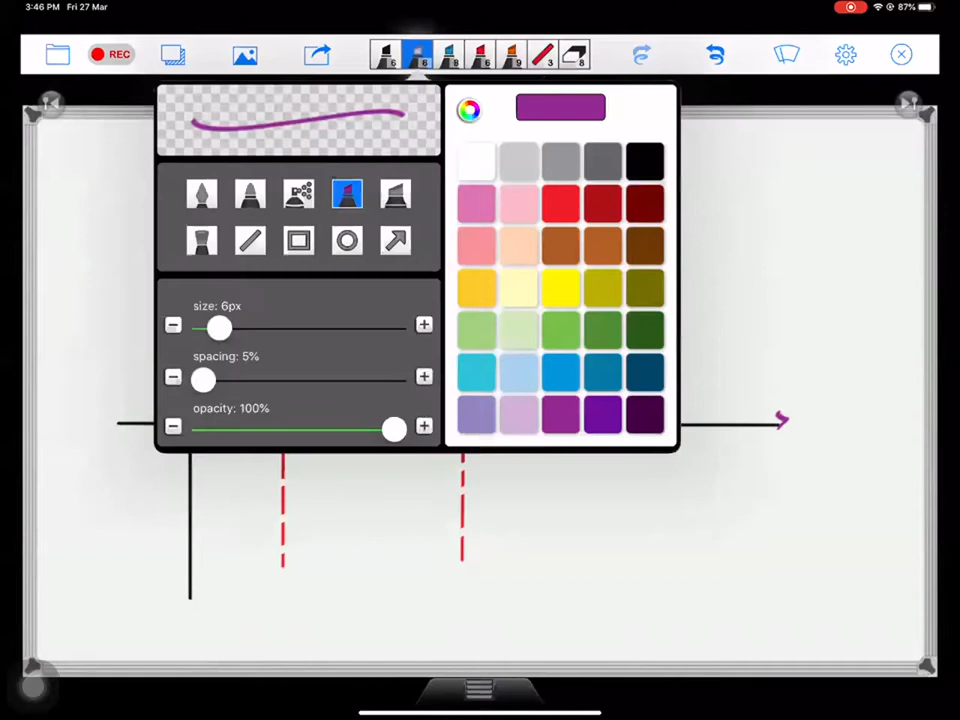 3:46 PM Fri 27 Mar 87%
REC 6 6 8 6 9 3 8
size: 6px
spacing: 5%
opacity: 100%